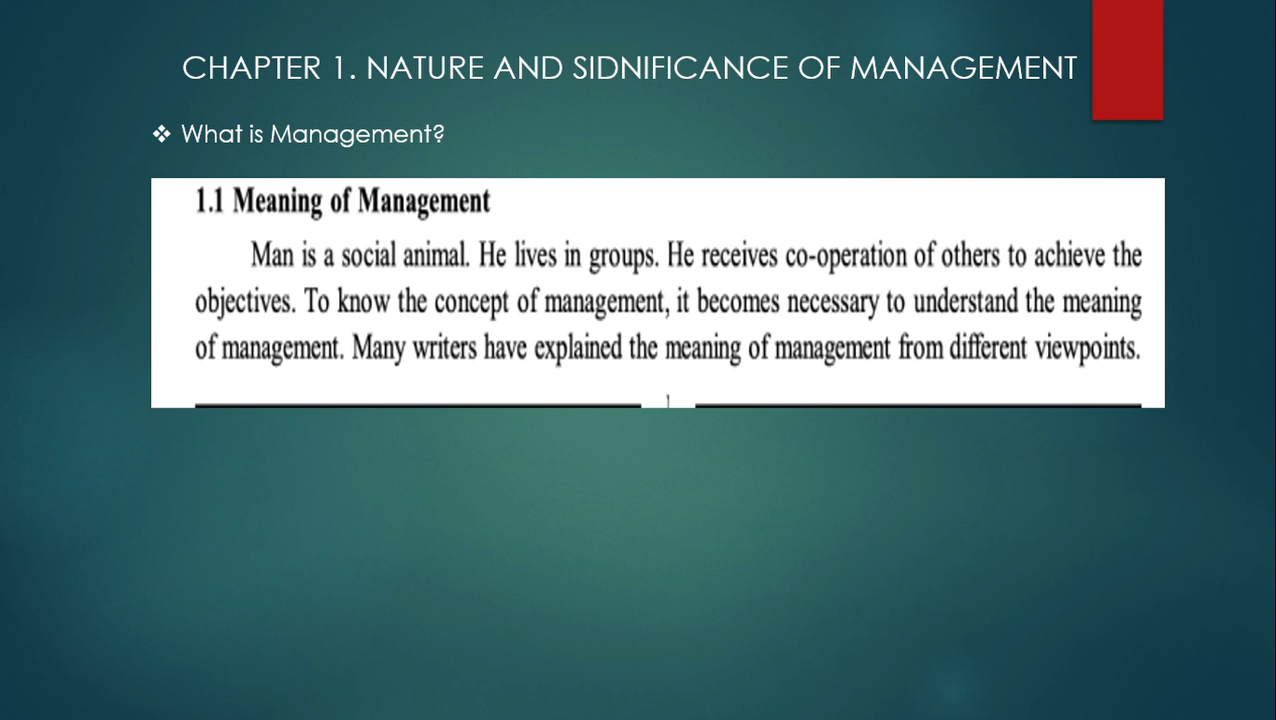 CHAPTER 1. NATURE AND SIDNIFICANCE OF MANAGEMENT
What is Management?
1.1 Meaning of Management
Man is a social animal. He lives in groups. He receives co-operation of others to achieve the
objectives. To know the concept of management, it becomes necessary to understand the meaning
of management. Many writers have explained the meaning of management from different viewpoints.